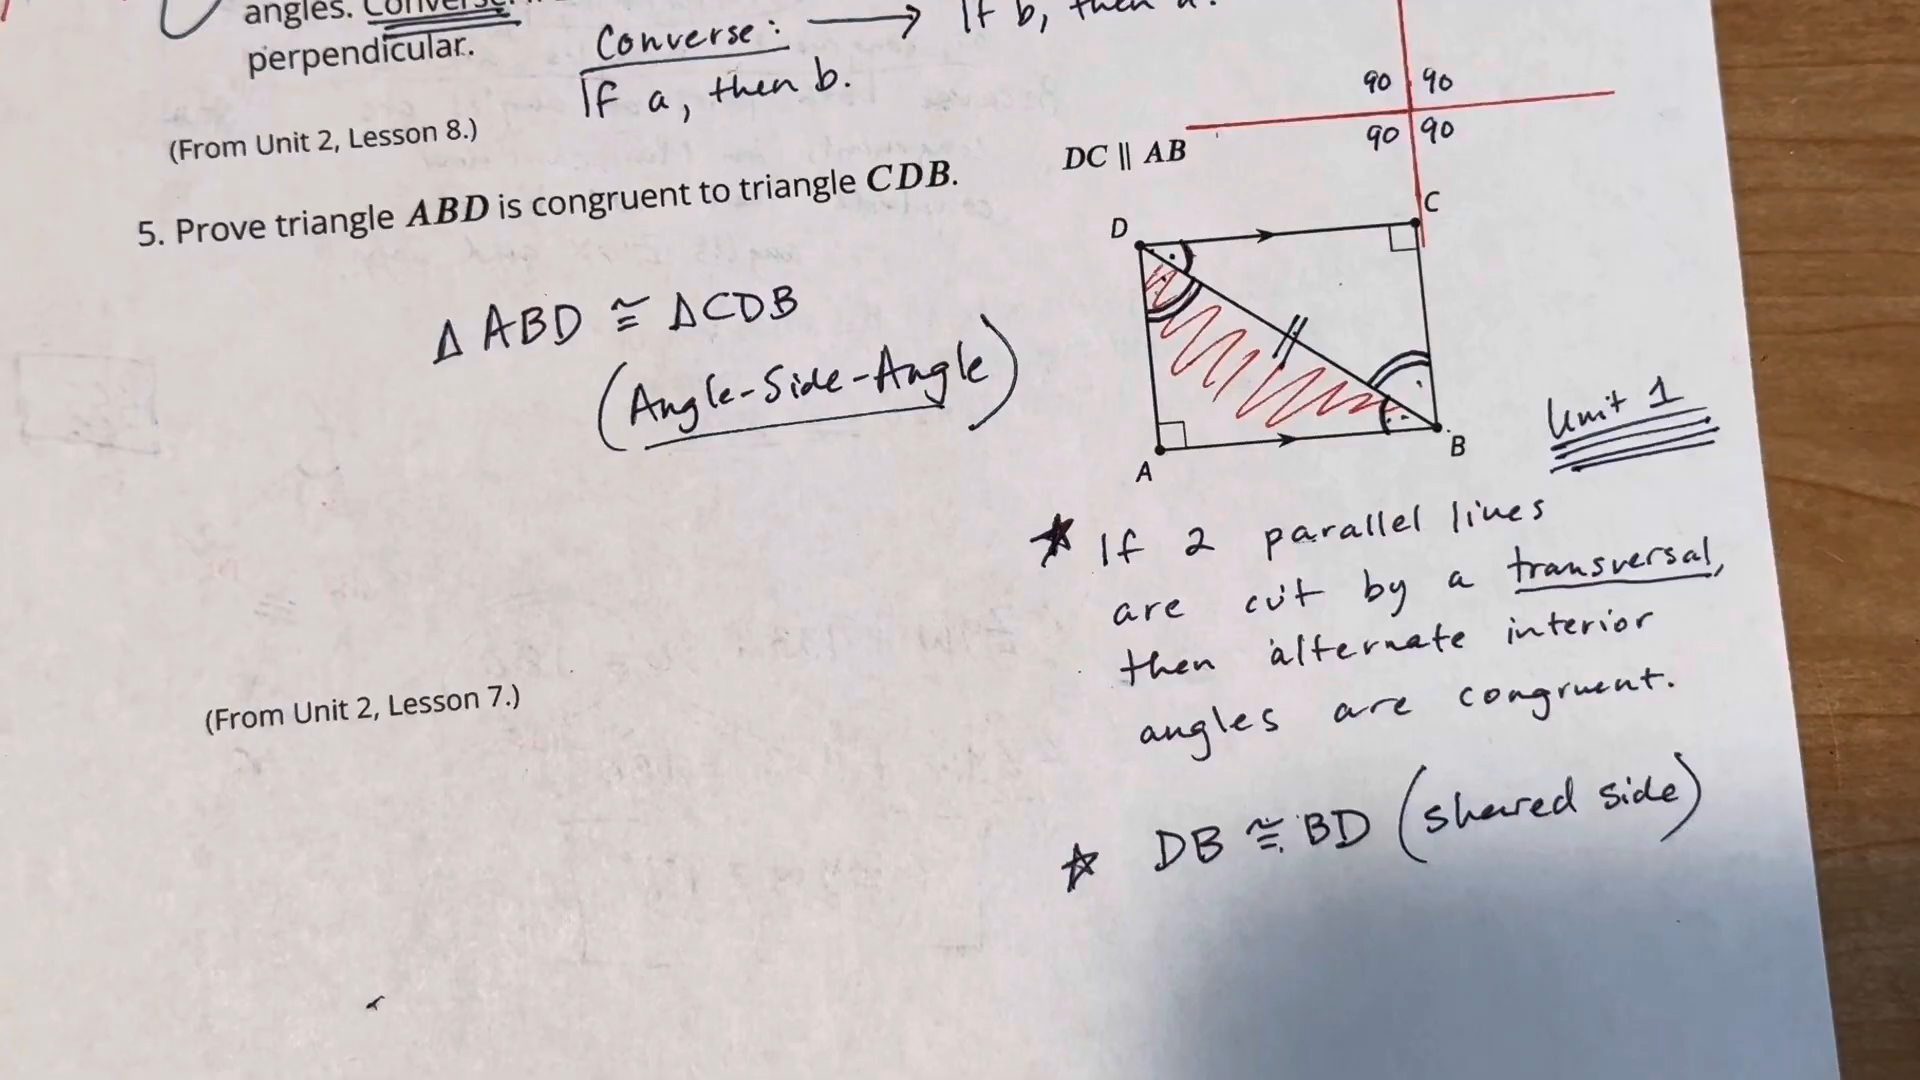 angles. Converse:
perpendicular.
Converse: → If b, then a.
If a, then b.
(From Unit 2, Lesson 8.)
90 90
90 90
DC || AB
5. Prove triangle ABD is congruent to triangle CDB.
D
C
A
B
△ ABD ≅ △CDB
(Angle-Side-Angle)
Unit 1
★ If 2 parallel lines
are cut by a transversal,
then alternate interior
angles are congruent.
(From Unit 2, Lesson 7.)
☆ DB ≅ BD (shared side)